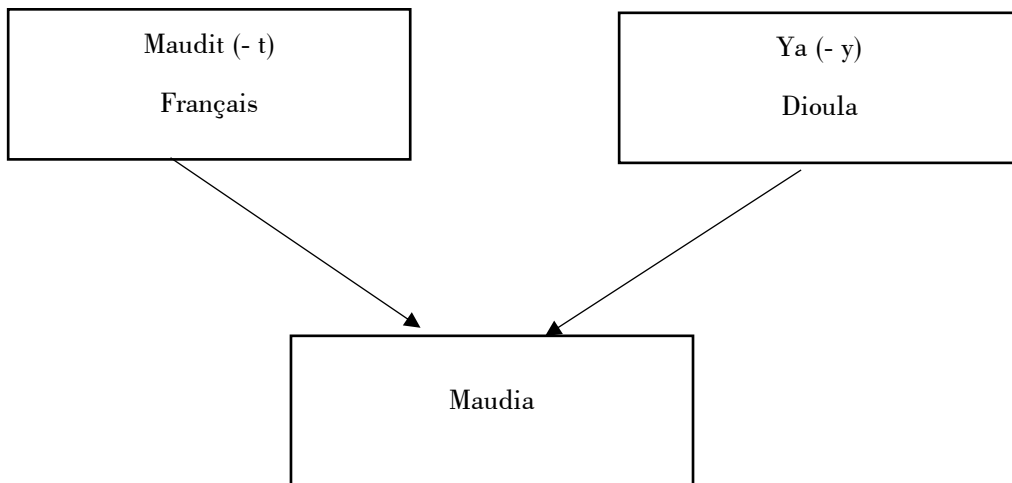 Maudit (- t)
Français
Ya (- y)
Dioula
Maudia